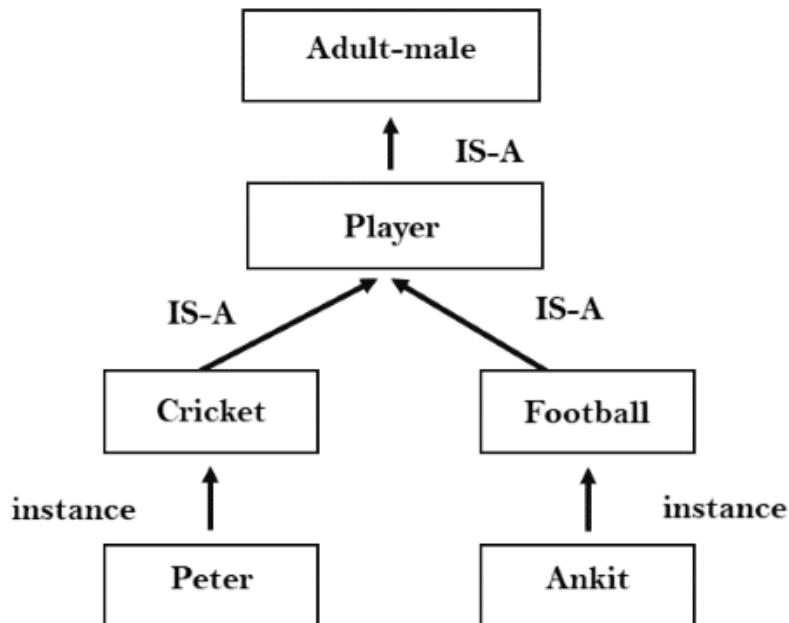 Adult-male
IS-A
Player
IS-A
IS-A
Cricket
Football
instance
instance
Peter
Ankit